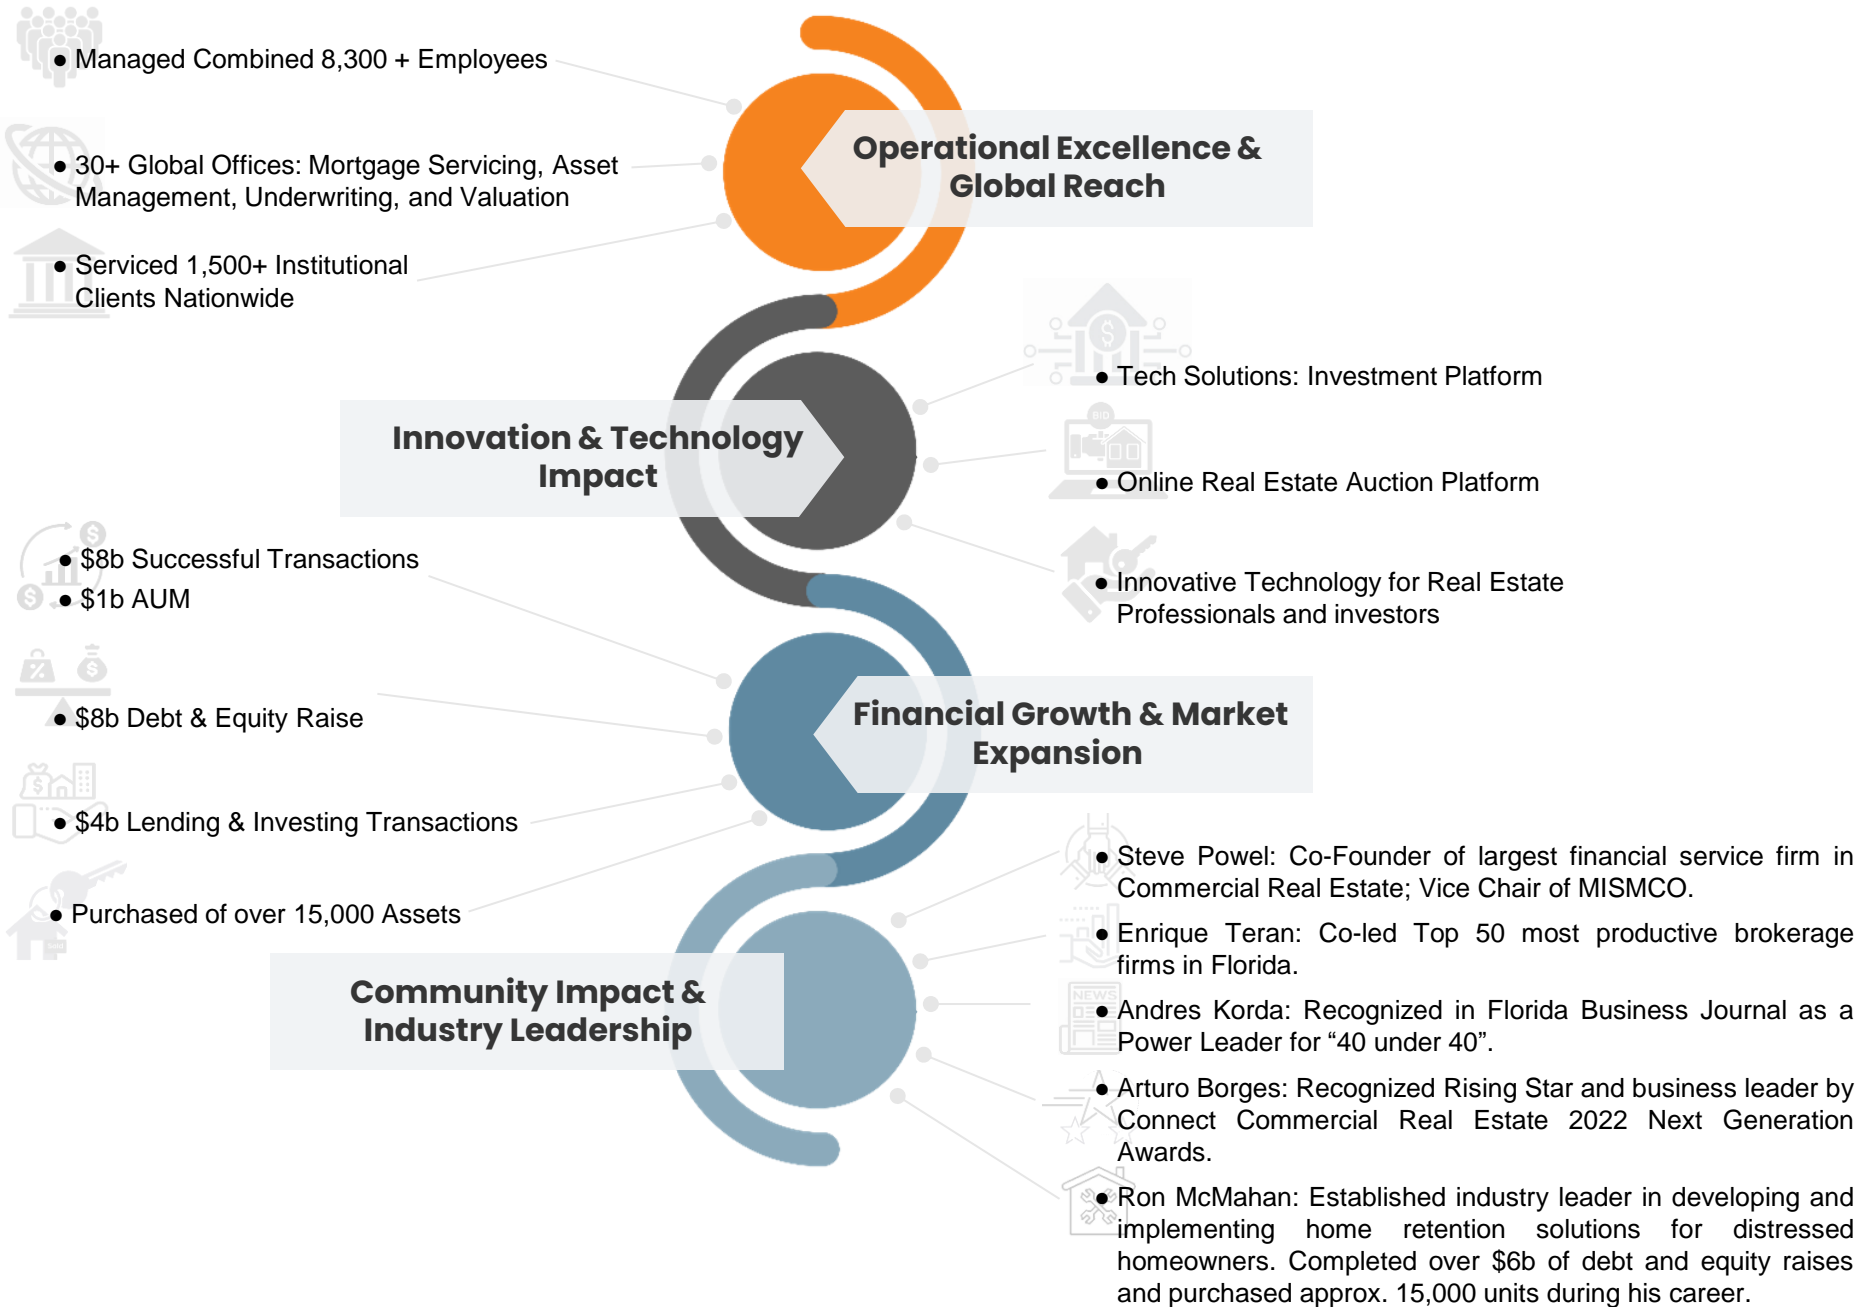 ● Managed Combined 8,300 + Employees
● 30+ Global Offices: Mortgage Servicing, Asset
Management, Underwriting, and Valuation
● Serviced 1,500+ Institutional
Clients Nationwide
Operational Excellence &
Global Reach
Innovation & Technology
Impact
$
● Tech Solutions: Investment Platform
BID
● Online Real Estate Auction Platform
● Innovative Technology for Real Estate
Professionals and investors
$
● $8b Successful Transactions
$
● $1b AUM
% $
● $8b Debt & Equity Raise
$
● $4b Lending & Investing Transactions
● Purchased of over 15,000 Assets
Sold
Financial Growth & Market
Expansion
Community Impact &
Industry Leadership
● Steve Powel: Co-Founder of largest financial service firm in
Commercial Real Estate; Vice Chair of MISMCO.
● Enrique Teran: Co-led Top 50 most productive brokerage
firms in Florida.
NEWS
● Andres Korda: Recognized in Florida Business Journal as a
Power Leader for “40 under 40”.
● Arturo Borges: Recognized Rising Star and business leader by
Connect Commercial Real Estate 2022 Next Generation
Awards.
● Ron McMahan: Established industry leader in developing and
implementing home retention solutions for distressed
homeowners. Completed over $6b of debt and equity raises
and purchased approx. 15,000 units during his career.